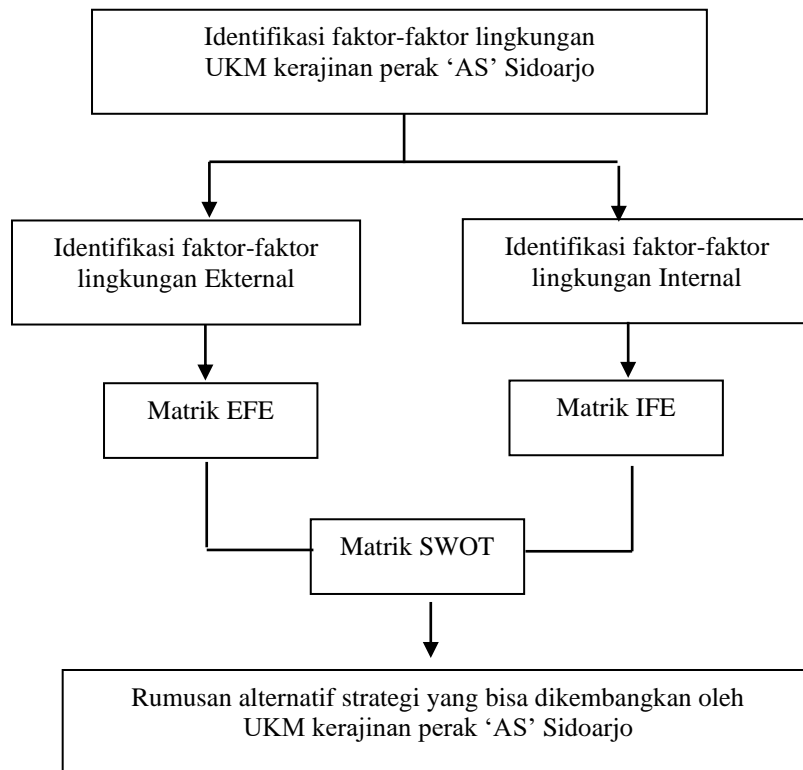 Identifikasi faktor-faktor lingkungan
UKM kerajinan perak ‘AS’ Sidoarjo
Identifikasi faktor-faktor
lingkungan Ekternal
Identifikasi faktor-faktor
lingkungan Internal
Matrik EFE
Matrik IFE
Matrik SWOT
Rumusan alternatif strategi yang bisa dikembangkan oleh
UKM kerajinan perak ‘AS’ Sidoarjo